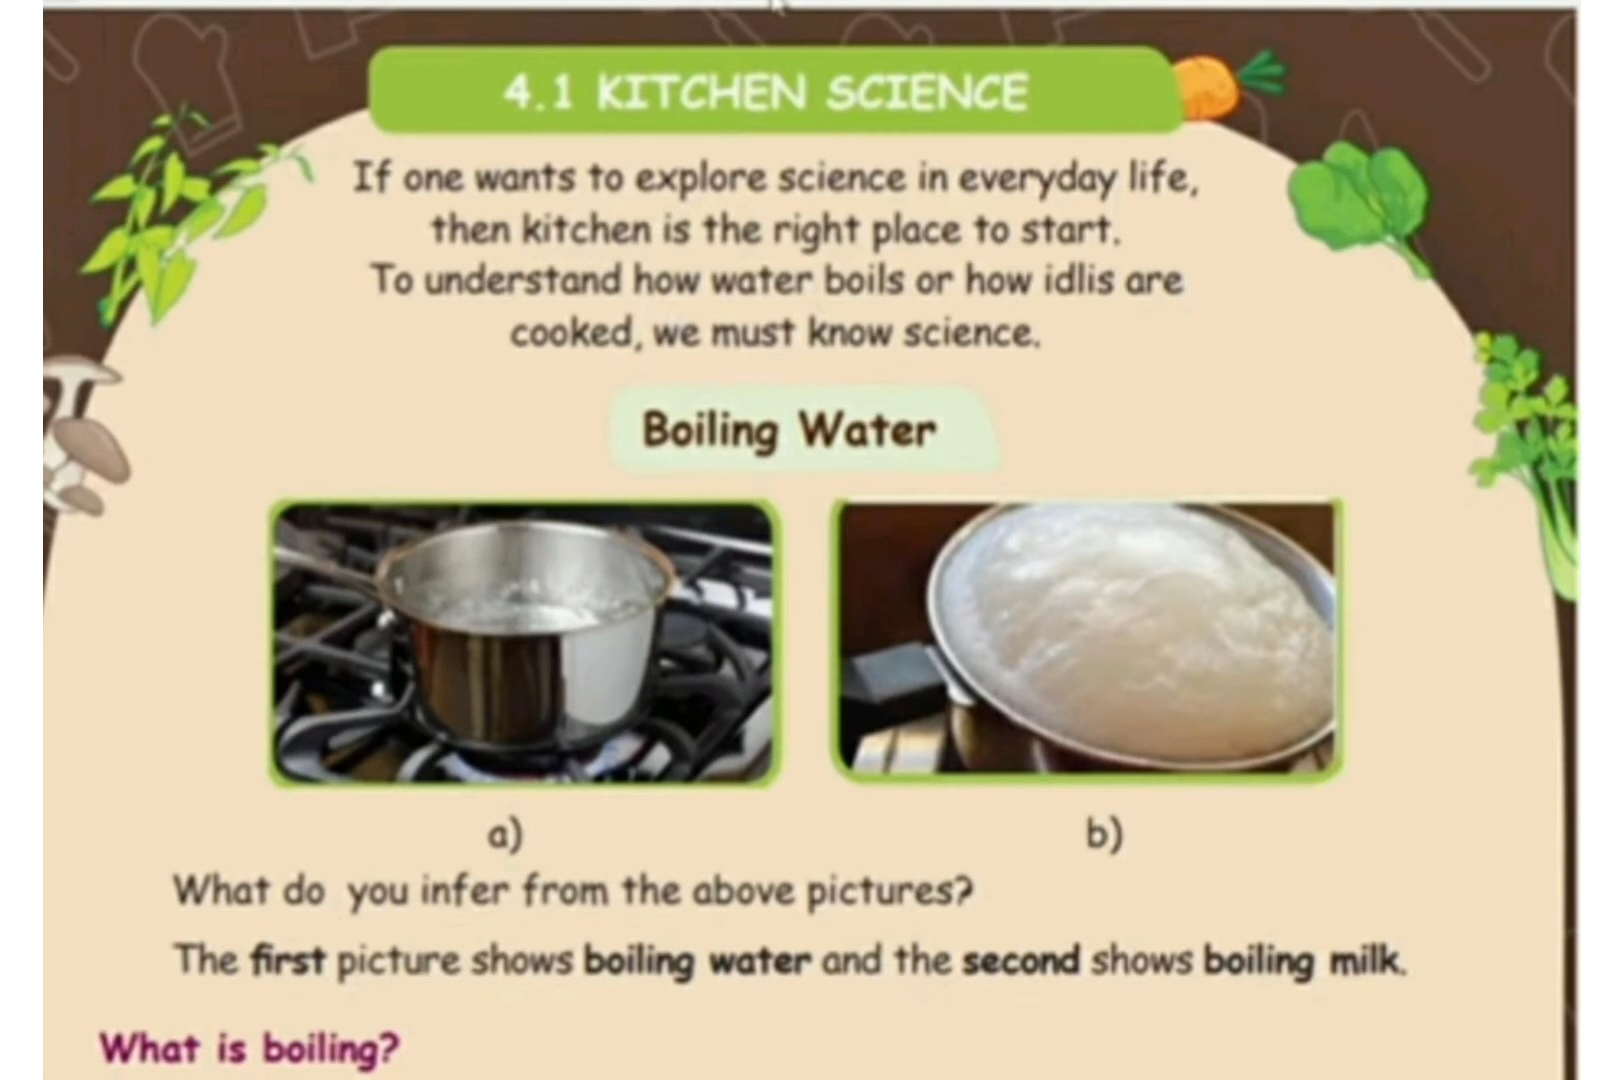 4.1 KITCHEN SCIENCE
If one wants to explore science in everyday life,
then kitchen is the right place to start.
To understand how water boils or how idlis are
cooked, we must know science.
Boiling Water
a)
b)
What do you infer from the above pictures?
The first picture shows boiling water and the second shows boiling milk.
What is boiling?